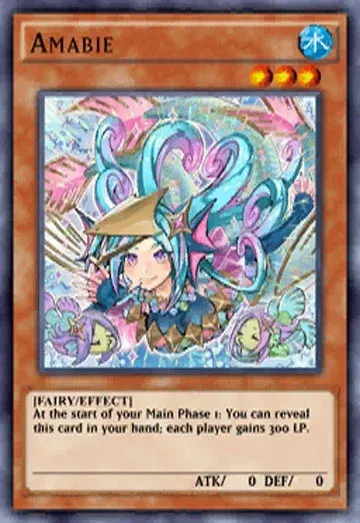 AMABIE
水
[FAIRY/EFFECT]
At the start of your Main Phase 1: You can reveal
this card in your hand; each player gains 300 LP.
ATK/ 0 DEF/ 0